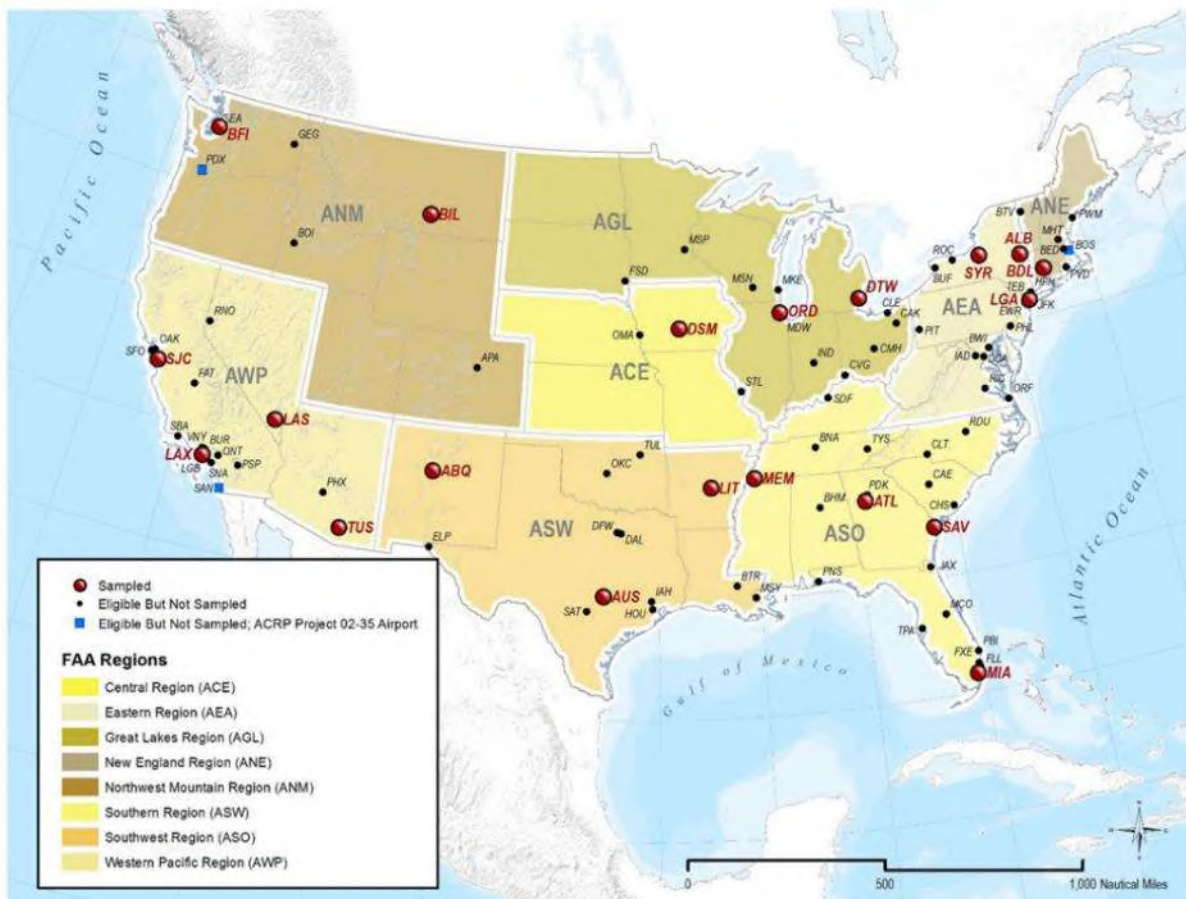 Pacific Ocean
SEA
BFI
GEG
PDX
ANM
BIL
BOI
AGL
MSP
FSD
MSN
MKE
ORD
MDW
DTW
CLE
CAK
CMH
IND
CVG
SDF
STL
OMA
DSM
ACE
APA
RNO
OAK
SFO
SJC
FAT
AWP
LAS
SBA
VNY
BUR
ONT
LAX
LGB
SNA
PSP
SAN
PHX
TUS
ABQ
ELP
ASW
TUL
OKC
LIT
DFW
DAL
AUS
SAT
IAH
HOU
BTR
MSY
MEM
BNA
TYS
CLT
RDU
CAE
CHS
PDK
ATL
BHM
ASO
SAV
PNS
JAX
MCO
TPA
PBI
FXE
FLL
MIA
BTV
ANE
PWM
MHT
BED
BOS
ALB
BDL
PVD
ROC
BUF
SYR
HPN
TEB
LGA
JFK
EWR
AEA
PIT
PHL
BWI
IAD
DCA
RIC
ORF
Atlantic Ocean
Gulf of Mexico
Sampled
Eligible But Not Sampled
Eligible But Not Sampled; ACRP Project 02-35 Airport
FAA Regions
Central Region (ACE)
Eastern Region (AEA)
Great Lakes Region (AGL)
New England Region (ANE)
Northwest Mountain Region (ANM)
Southern Region (ASW)
Southwest Region (ASO)
Western Pacific Region (AWP)
0 500 1,000 Nautical Miles
N
W E
S